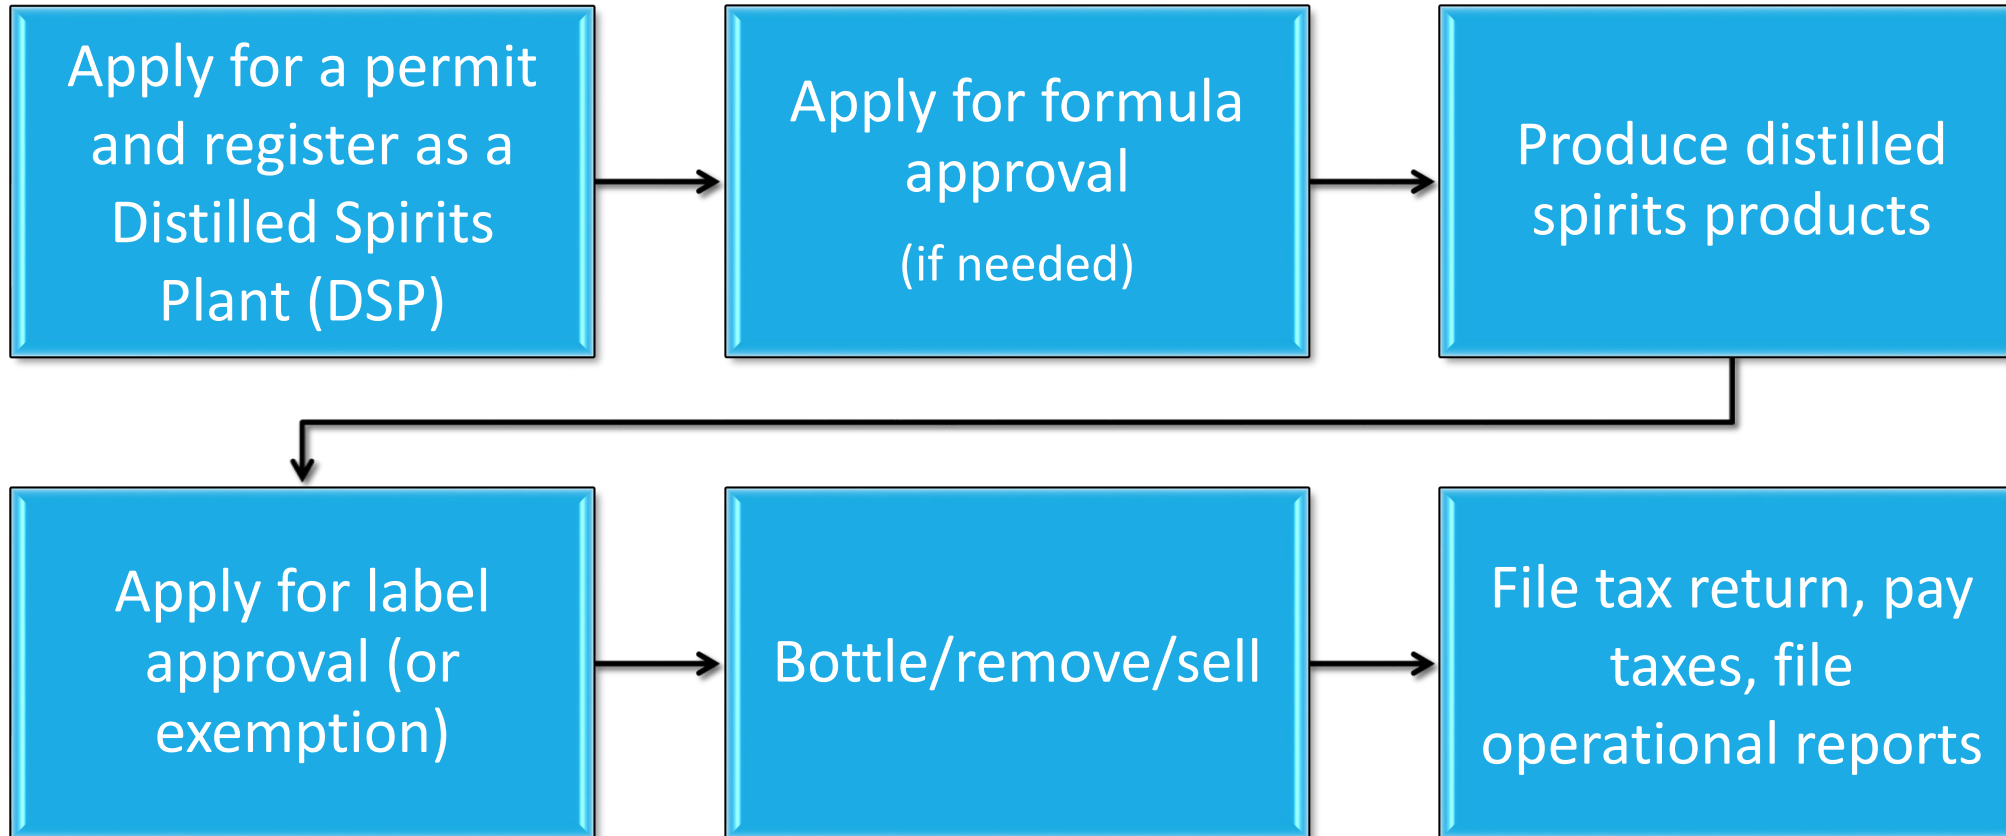 Apply for a permit
and register as a
Distilled Spirits
Plant (DSP)
Apply for formula
approval
(if needed)
Produce distilled
spirits products
Apply for label
approval (or
exemption)
Bottle/remove/sell
File tax return, pay
taxes, file
operational reports